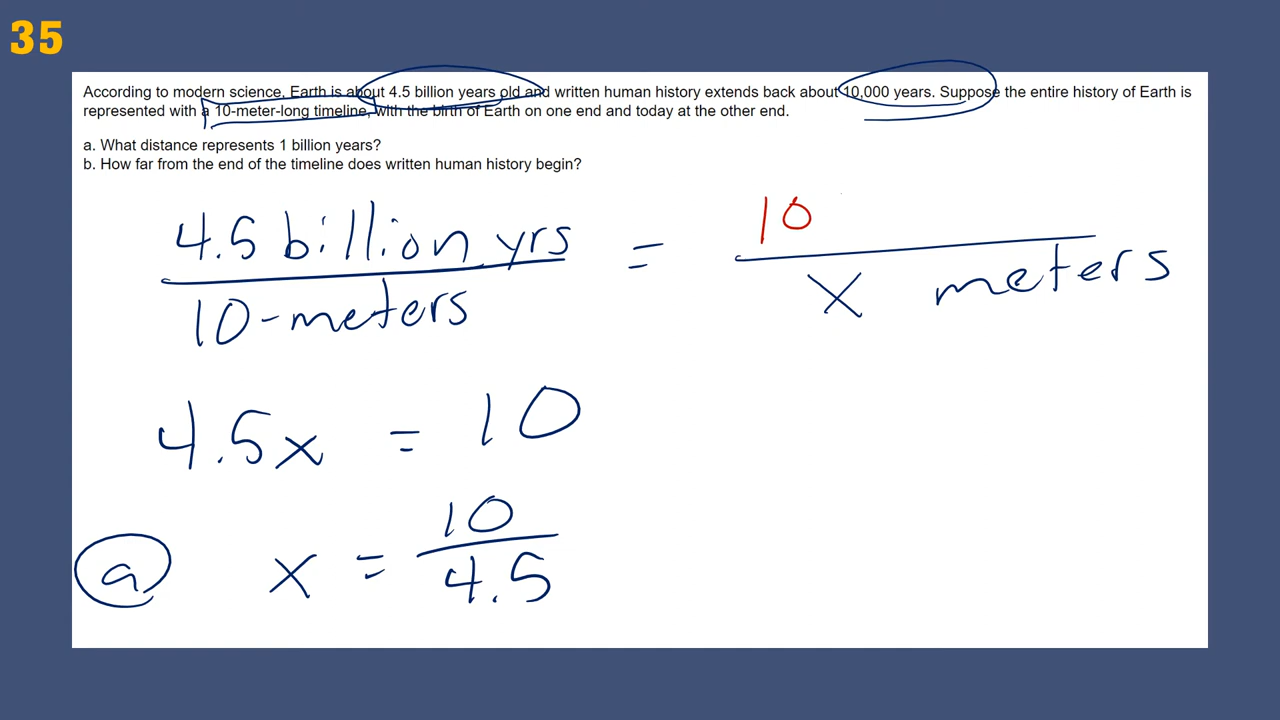 35
According to modern science, Earth is about 4.5 billion years old and written human history extends back about 10,000 years. Suppose the entire history of Earth is
represented with a 10-meter-long timeline, with the birth of Earth on one end and today at the other end.
a. What distance represents 1 billion years?
b. How far from the end of the timeline does written human history begin?
4.5 billion yrs = 10
10-meters x meters
4.5x = 10
10
a x =
4.5